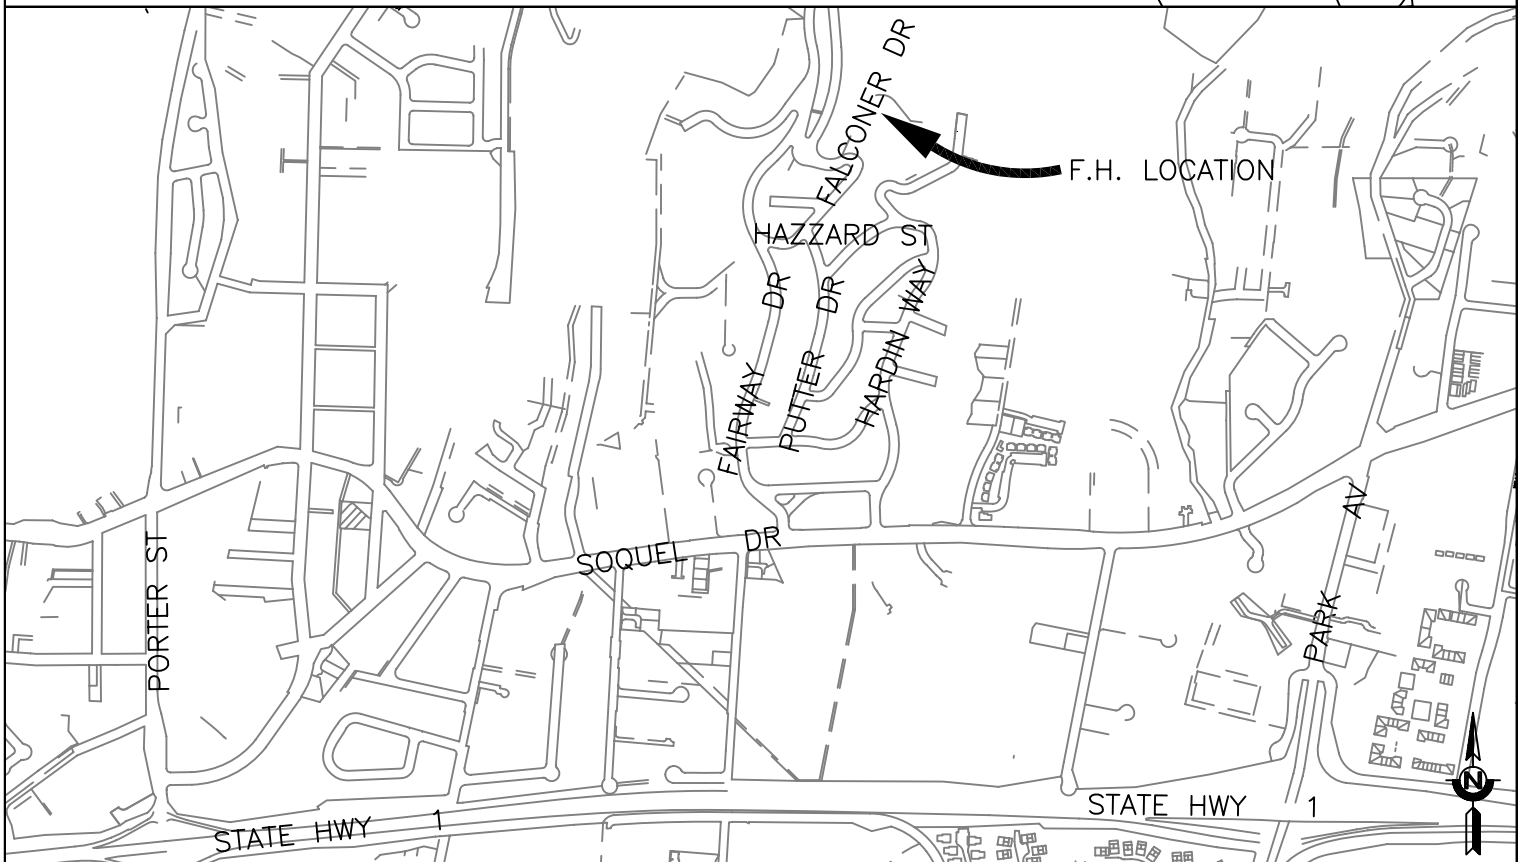 FALCONER DR
F.H. LOCATION
HAZZARD ST
FAIRWAY DR
PUTTER DR
HARDIN WAY
SOQUEL DR
PORTER ST
PARK AV
STATE HWY 1
STATE HWY 1
N